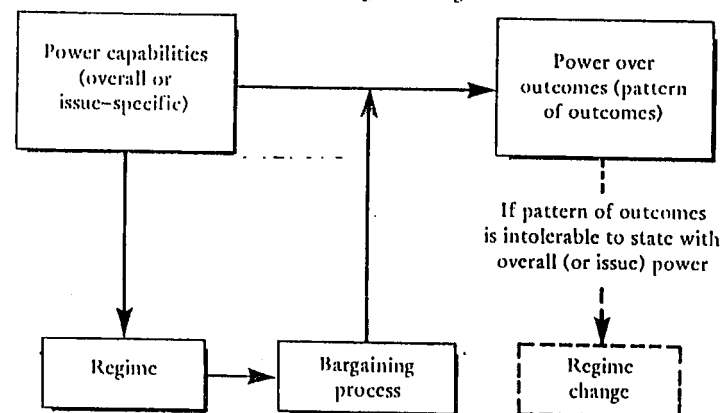 Power capabilities
(overall or
issue-specific)
Power over
outcomes (pattern
of outcomes)
If pattern of outcomes
is intolerable to state with
overall (or issue) power
Regime
Bargaining
process
Regime
change